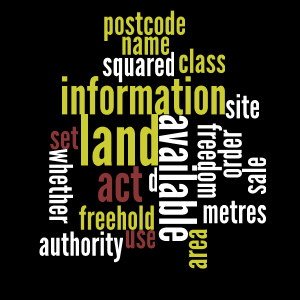 postcode
name
squared class
information
site
set land
available
freedom
order
sale
whether
act
d
freehold
metres
authority use
area